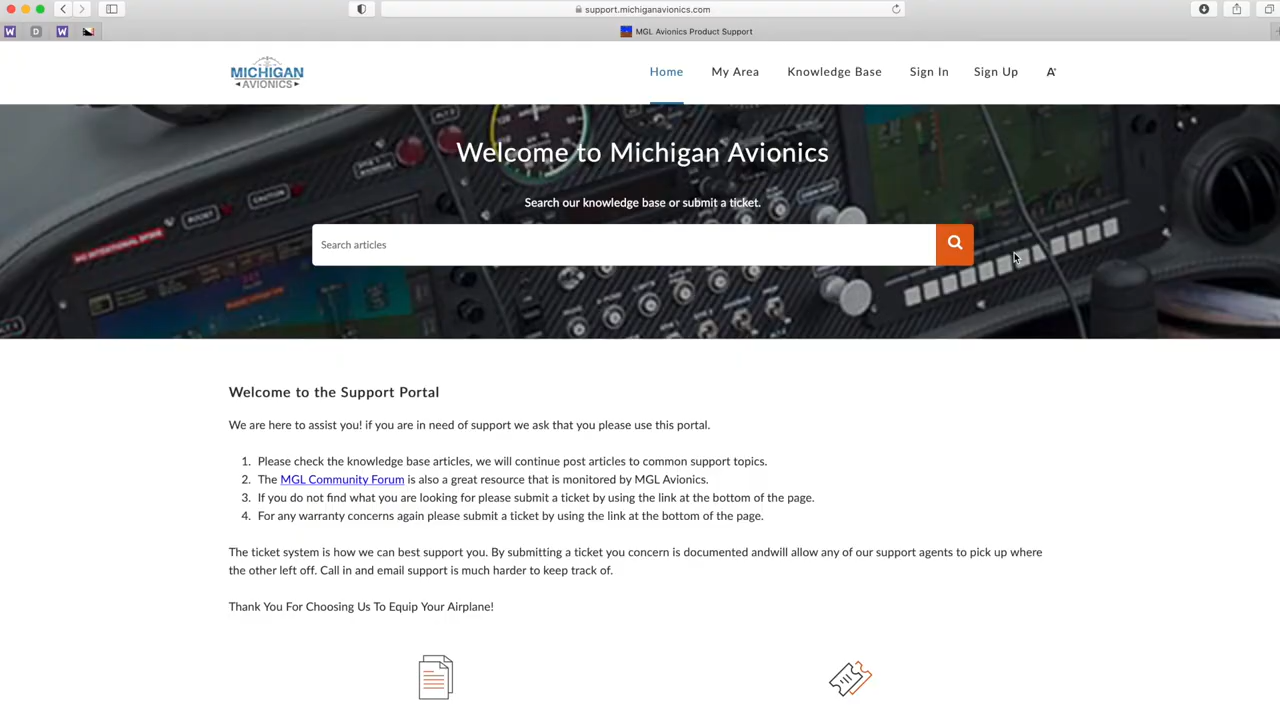 support.michiganavionics.com
W D W MGL Avionics Product Support
MICHIGAN
AVIONICS
Home My Area Knowledge Base Sign In Sign Up A+
Welcome to Michigan Avionics
Search our knowledge base or submit a ticket.
Search articles
NO INTENTIONAL SPINS
BOOST
CAUTION
Welcome to the Support Portal
We are here to assist you! if you are in need of support we ask that you please use this portal.
1. Please check the knowledge base articles, we will continue post articles to common support topics.
2. The MGL Community Forum is also a great resource that is monitored by MGL Avionics.
3. If you do not find what you are looking for please submit a ticket by using the link at the bottom of the page.
4. For any warranty concerns again please submit a ticket by using the link at the bottom of the page.
The ticket system is how we can best support you. By submitting a ticket you concern is documented andwill allow any of our support agents to pick up where
the other left off. Call in and email support is much harder to keep track of.
Thank You For Choosing Us To Equip Your Airplane!